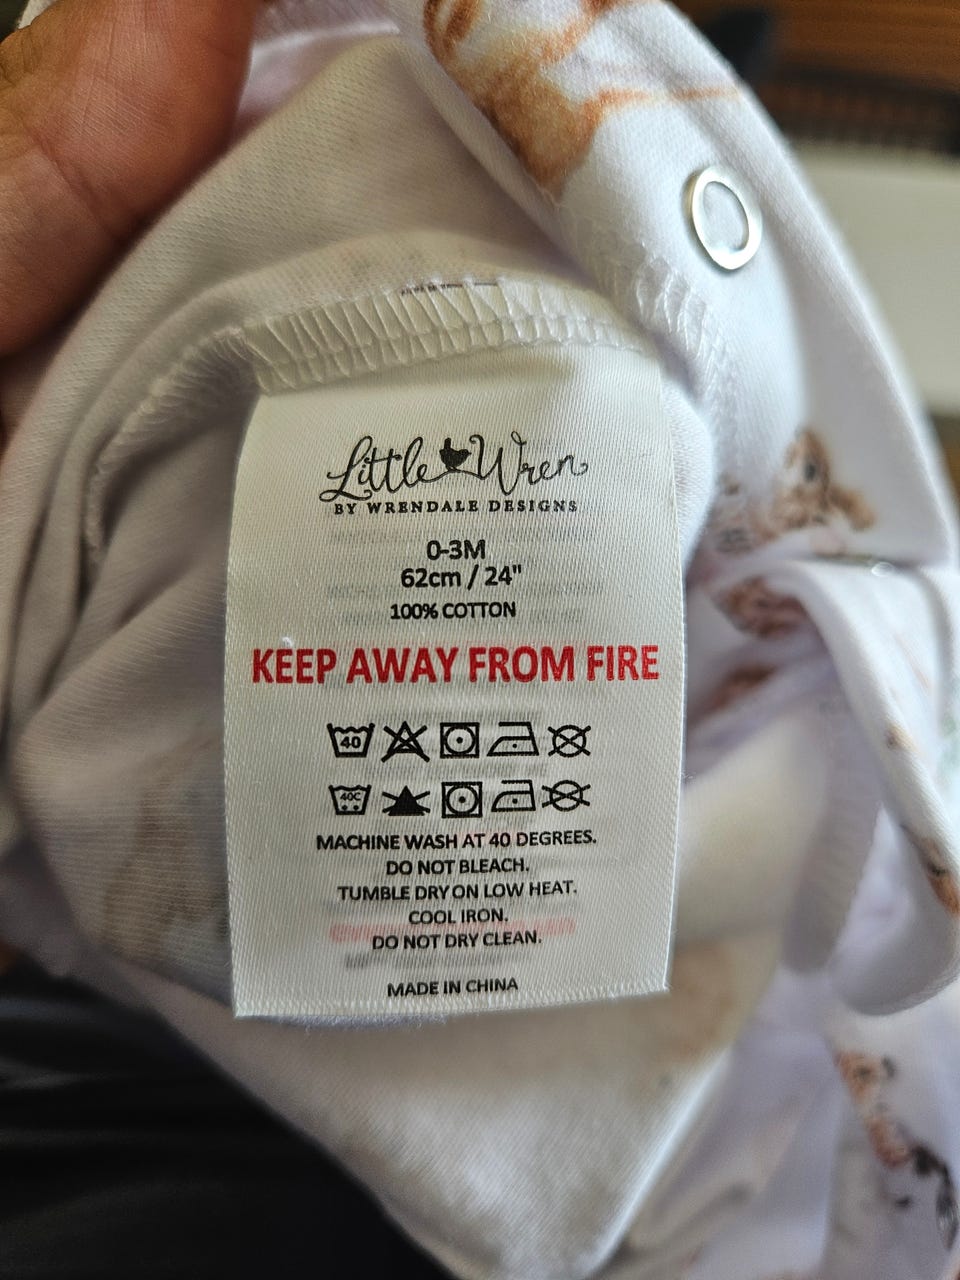 Little Wren
BY WRENDALE DESIGNS
0-3M
62cm / 24"
100% COTTON
KEEP AWAY FROM FIRE
40
40C
MACHINE WASH AT 40 DEGREES.
DO NOT BLEACH.
TUMBLE DRY ON LOW HEAT.
COOL IRON.
DO NOT DRY CLEAN.
MADE IN CHINA